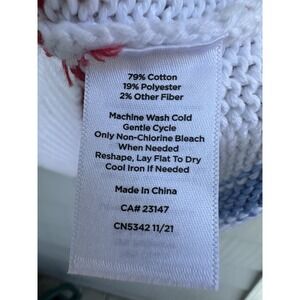 79% Cotton
19% Polyester
2% Other Fiber
Machine Wash Cold
Gentle Cycle
Only Non-Chlorine Bleach
When Needed
Reshape, Lay Flat To Dry
Cool Iron If Needed
Made In China
CA# 23147
CN5342 11/21